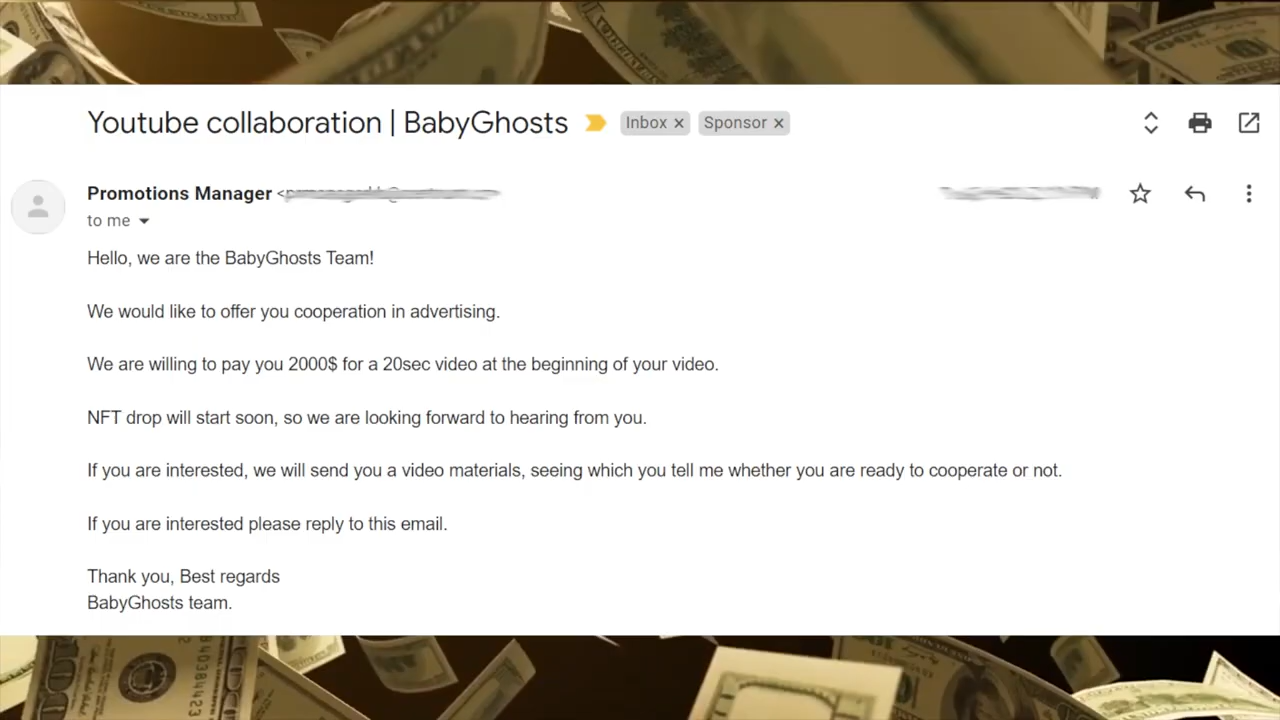 Youtube collaboration | BabyGhosts Inbox × Sponsor ×
Promotions Manager
to me
Hello, we are the BabyGhosts Team!
We would like to offer you cooperation in advertising.
We are willing to pay you 2000$ for a 20sec video at the beginning of your video.
NFT drop will start soon, so we are looking forward to hearing from you.
If you are interested, we will send you a video materials, seeing which you tell me whether you are ready to cooperate or not.
If you are interested please reply to this email.
Thank you, Best regards
BabyGhosts team.